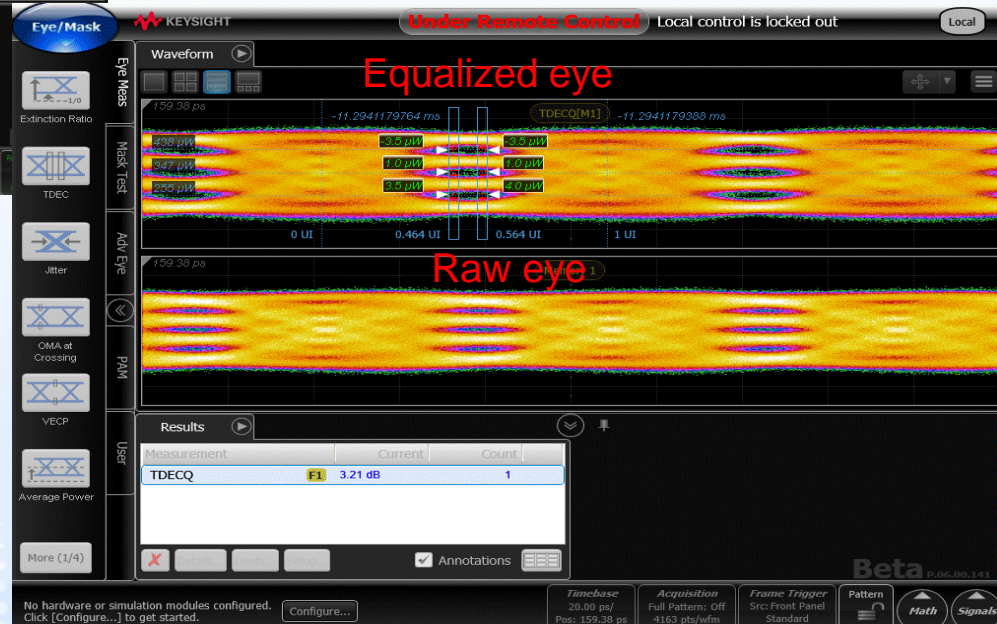 Eye/Mask
KEYSIGHT
Under Remote Control
Local control is locked out
Local
Waveform
Equalized eye
Eye Meas
Mask Test
Adv Eye
PAM
User
Extinction Ratio
TDEC
Jitter
OMA at
Crossing
VECP
Average Power
More (1/4)
159.38 ps
-11.2941179764 ms
TDECQ[M1]
-11.2941179388 ms
438 µW
-3.5 µW
-3.5 µW
347 µW
1.0 µW
1.0 µW
255 µW
3.5 µW
4.0 µW
0 UI
0.464 UI
0.564 UI
1 UI
159.38 ps
Raw eye
1
Results
Measurement
Current
Count
TDECQ
F1
3.21 dB
1
Annotations
Beta P.06.00.141
No hardware or simulation modules configured.
Click [Configure...] to get started.
Configure...
Timebase
20.00 ps/
Pos: 159.38 ps
Acquisition
Full Pattern: Off
4163 pts/wfm
Frame Trigger
Src: Front Panel
Standard
Pattern
Math
Signals